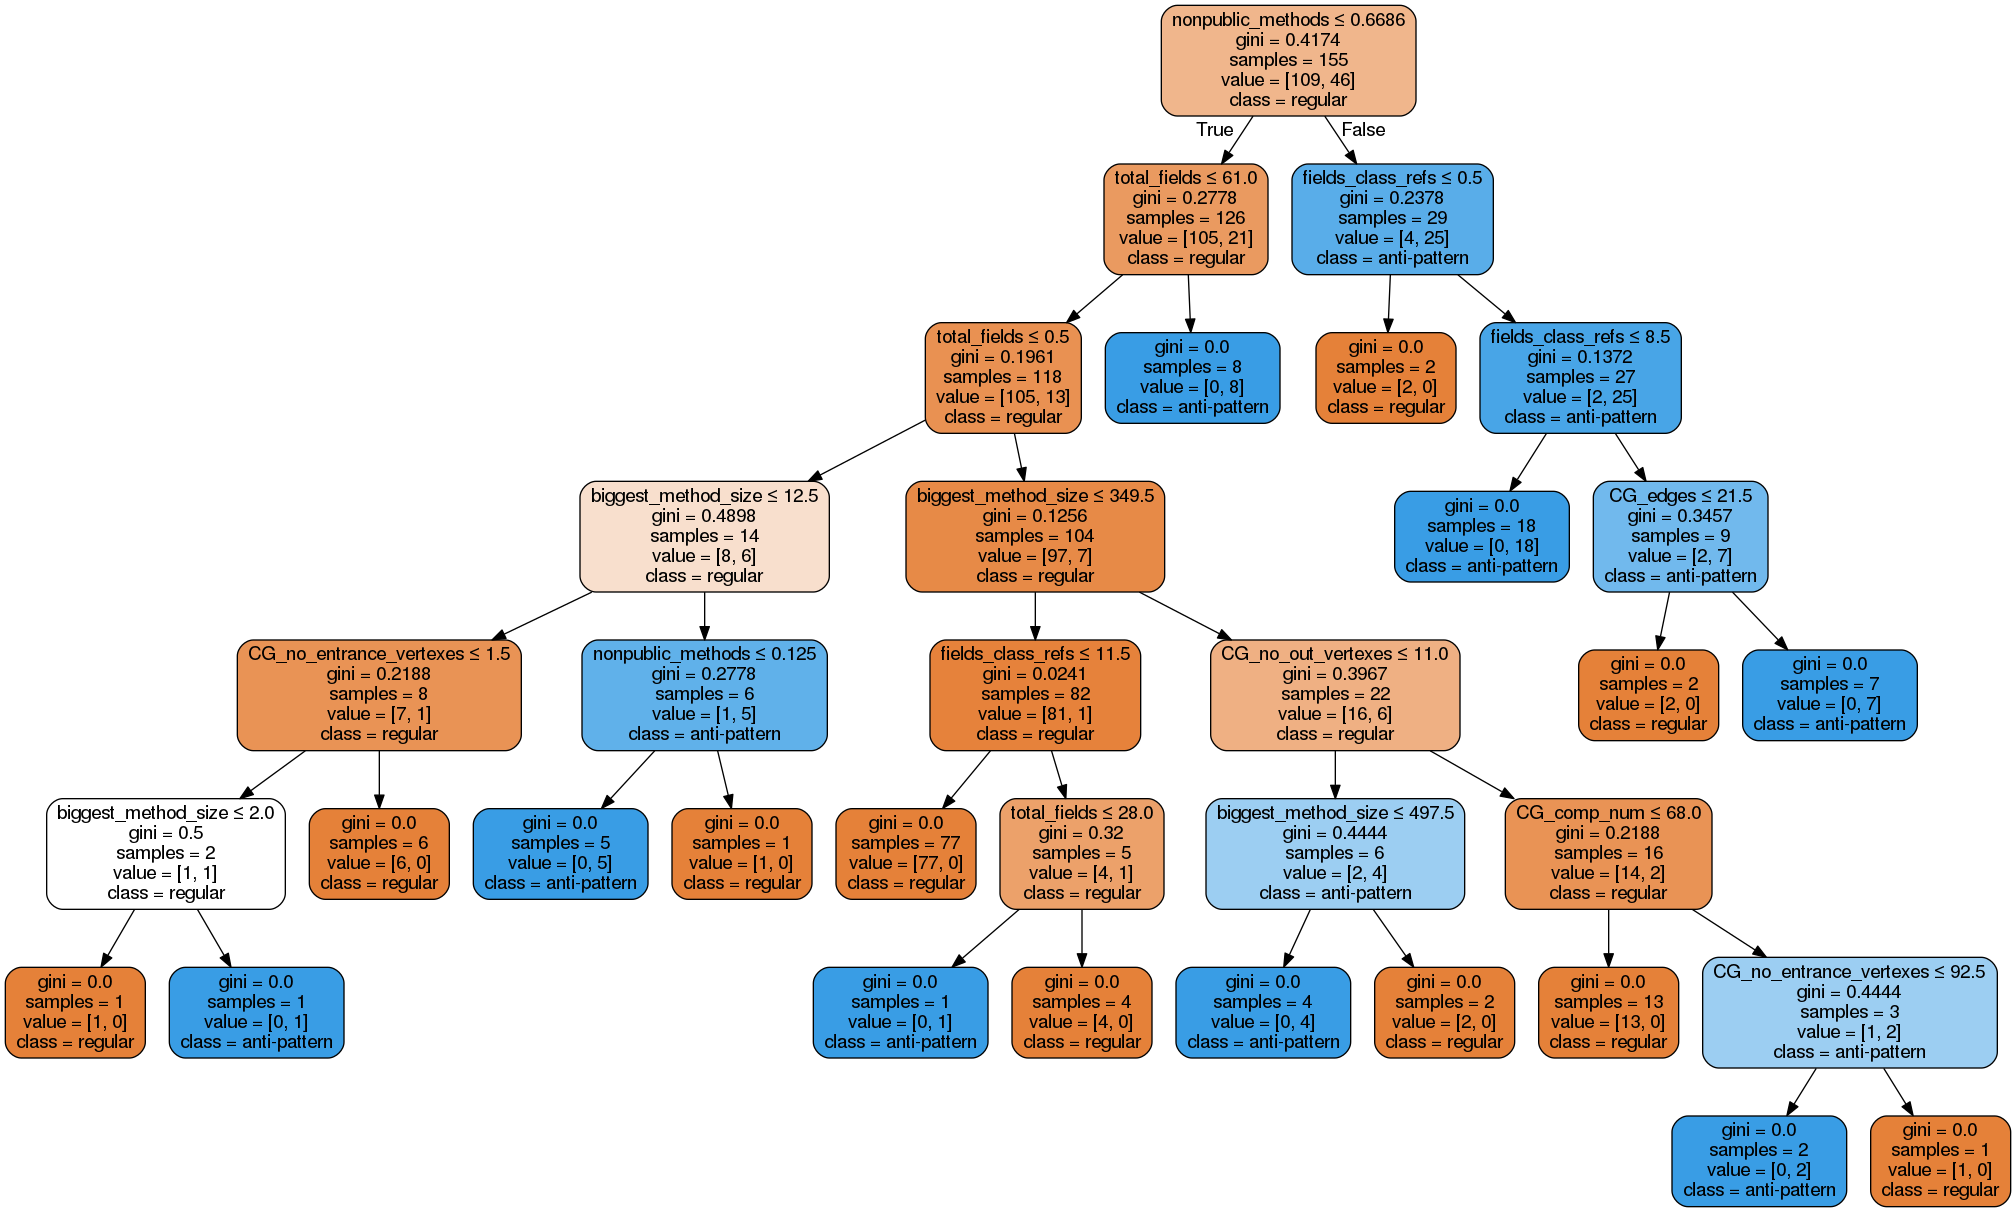 nonpublic_methods ≤ 0.6686
gini = 0.4174
samples = 155
value = [109, 46]
class = regular
True
False
total_fields ≤ 61.0
gini = 0.2778
samples = 126
value = [105, 21]
class = regular
fields_class_refs ≤ 0.5
gini = 0.2378
samples = 29
value = [4, 25]
class = anti-pattern
total_fields ≤ 0.5
gini = 0.1961
samples = 118
value = [105, 13]
class = regular
gini = 0.0
samples = 8
value = [0, 8]
class = anti-pattern
gini = 0.0
samples = 2
value = [2, 0]
class = regular
fields_class_refs ≤ 8.5
gini = 0.1372
samples = 27
value = [2, 25]
class = anti-pattern
biggest_method_size ≤ 12.5
gini = 0.4898
samples = 14
value = [8, 6]
class = regular
biggest_method_size ≤ 349.5
gini = 0.1256
samples = 104
value = [97, 7]
class = regular
gini = 0.0
samples = 18
value = [0, 18]
class = anti-pattern
CG_edges ≤ 21.5
gini = 0.3457
samples = 9
value = [2, 7]
class = anti-pattern
CG_no_entrance_vertexes ≤ 1.5
gini = 0.2188
samples = 8
value = [7, 1]
class = regular
nonpublic_methods ≤ 0.125
gini = 0.2778
samples = 6
value = [1, 5]
class = anti-pattern
fields_class_refs ≤ 11.5
gini = 0.0241
samples = 82
value = [81, 1]
class = regular
CG_no_out_vertexes ≤ 11.0
gini = 0.3967
samples = 22
value = [16, 6]
class = regular
gini = 0.0
samples = 2
value = [2, 0]
class = regular
gini = 0.0
samples = 7
value = [0, 7]
class = anti-pattern
biggest_method_size ≤ 2.0
gini = 0.5
samples = 2
value = [1, 1]
class = regular
gini = 0.0
samples = 6
value = [6, 0]
class = regular
gini = 0.0
samples = 5
value = [0, 5]
class = anti-pattern
gini = 0.0
samples = 1
value = [1, 0]
class = regular
gini = 0.0
samples = 77
value = [77, 0]
class = regular
total_fields ≤ 28.0
gini = 0.32
samples = 5
value = [4, 1]
class = regular
biggest_method_size ≤ 497.5
gini = 0.4444
samples = 6
value = [2, 4]
class = anti-pattern
CG_comp_num ≤ 68.0
gini = 0.2188
samples = 16
value = [14, 2]
class = regular
gini = 0.0
samples = 1
value = [1, 0]
class = regular
gini = 0.0
samples = 1
value = [0, 1]
class = anti-pattern
gini = 0.0
samples = 1
value = [0, 1]
class = anti-pattern
gini = 0.0
samples = 4
value = [4, 0]
class = regular
gini = 0.0
samples = 4
value = [0, 4]
class = anti-pattern
gini = 0.0
samples = 2
value = [2, 0]
class = regular
gini = 0.0
samples = 13
value = [13, 0]
class = regular
CG_no_entrance_vertexes ≤ 92.5
gini = 0.4444
samples = 3
value = [1, 2]
class = anti-pattern
gini = 0.0
samples = 2
value = [0, 2]
class = anti-pattern
gini = 0.0
samples = 1
value = [1, 0]
class = regular